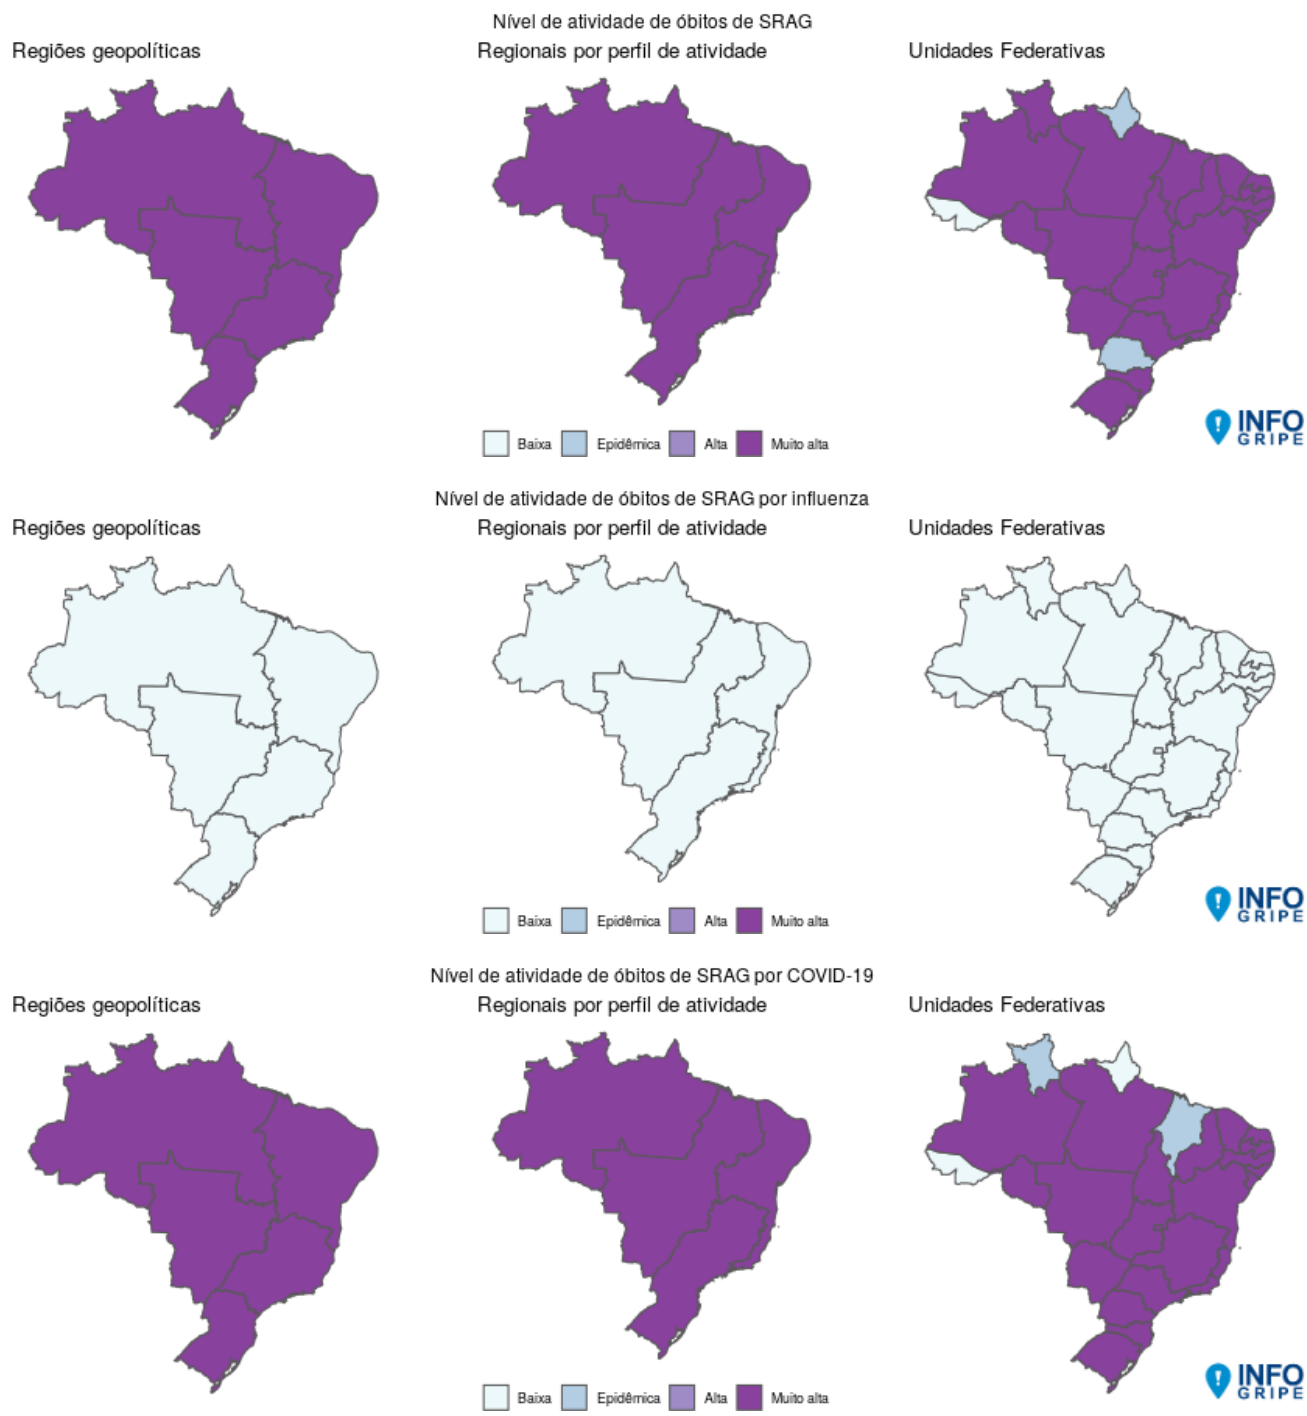 Nível de atividade de óbitos de SRAG
Regiões geopolíticas
Regionais por perfil de atividade
Unidades Federativas
Baixa
Epidêmica
Alta
Muito alta
INFO
GRIPE
Nível de atividade de óbitos de SRAG por influenza
Regiões geopolíticas
Regionais por perfil de atividade
Unidades Federativas
Baixa
Epidêmica
Alta
Muito alta
INFO
GRIPE
Nível de atividade de óbitos de SRAG por COVID-19
Regiões geopolíticas
Regionais por perfil de atividade
Unidades Federativas
Baixa
Epidêmica
Alta
Muito alta
INFO
GRIPE